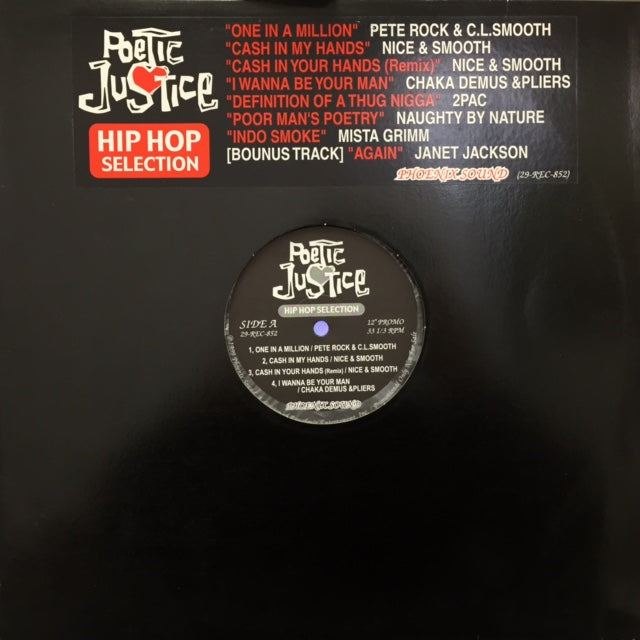 Poetic
Justice
HIP HOP
SELECTION
"ONE IN A MILLION" PETE ROCK & C.L.SMOOTH
"CASH IN MY HANDS" NICE & SMOOTH
"CASH IN YOUR HANDS (Remix)" NICE & SMOOTH
"I WANNA BE YOUR MAN" CHAKA DEMUS &PLIERS
"DEFINITION OF A THUG NIGGA" 2PAC
"POOR MAN'S POETRY" NAUGHTY BY NATURE
"INDO SMOKE" MISTA GRIMM
[BOUNUS TRACK] "AGAIN" JANET JACKSON
PHOENIX.SOUND (29-REC-852)
Poetic
Justice
HIP HOP SELECTION
SIDE A 12" PROMO
29-REC-852 33 1/3 RPM
1, ONE IN A MILLION / PETE ROCK & C.L.SMOOTH
2, CASH IN MY HANDS / NICE & SMOOTH
3, CASH IN YOUR HANDS (Remix) / NICE & SMOOTH
4, I WANNA BE YOUR MAN
/ CHAKA DEMUS &PLIERS
PHOENIX.SOUND